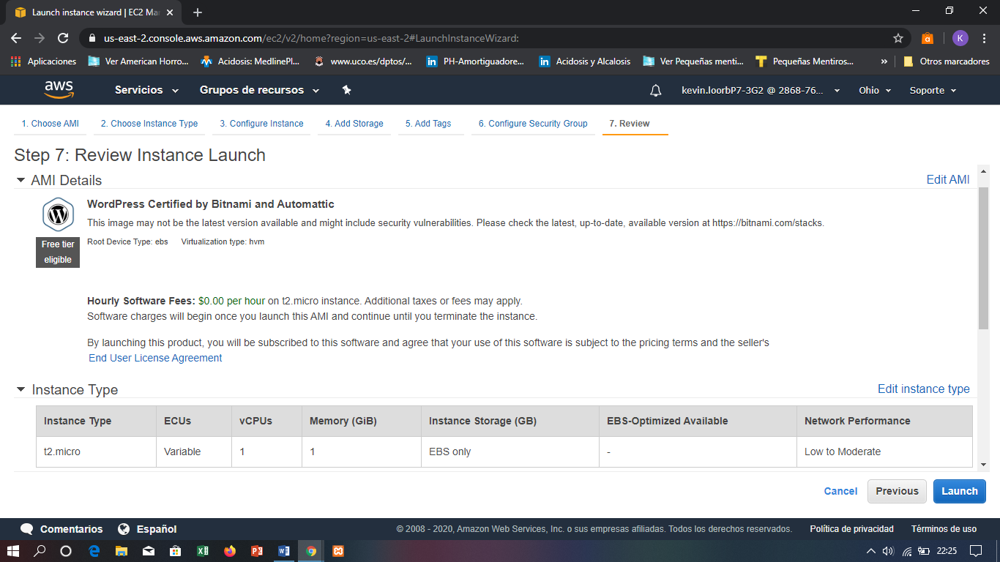 Launch instance wizard | EC2 Ma
us-east-2.console.aws.amazon.com/ec2/v2/home?region=us-east-2#LaunchInstanceWizard:
K
Aplicaciones
Ver American Horro...
Acidosis: MedlinePl...
www.uco.es/dptos/...
PH-Amortiguadore...
Acidosis y Alcalosis
Ver Pequeñas menti...
Pequeñas Mentiros...
»
Otros marcadores
aws
Servicios
Grupos de recursos
kevin.loorbP7-3G2 @ 2868-76...
Ohio
Soporte
1. Choose AMI
2. Choose Instance Type
3. Configure Instance
4. Add Storage
5. Add Tags
6. Configure Security Group
7. Review
Step 7: Review Instance Launch
AMI Details
Edit AMI
WordPress Certified by Bitnami and Automattic
This image may not be the latest version available and might include security vulnerabilities. Please check the latest, up-to-date, available version at https://bitnami.com/stacks.
Free tier
eligible
Root Device Type: ebs Virtualization type: hvm
Hourly Software Fees: $0.00 per hour on t2.micro instance. Additional taxes or fees may apply.
Software charges will begin once you launch this AMI and continue until you terminate the instance.
By launching this product, you will be subscribed to this software and agree that your use of this software is subject to the pricing terms and the seller's
End User License Agreement
Instance Type
Edit instance type
Instance Type ECUs vCPUs Memory (GiB) Instance Storage (GB) EBS-Optimized Available Network Performance
t2.micro Variable 1 1 EBS only - Low to Moderate
Cancel
Previous
Launch
Comentarios
Español
© 2008 - 2020, Amazon Web Services, Inc. o sus empresas afiliadas. Todos los derechos reservados.
Política de privacidad
Términos de uso
22:25